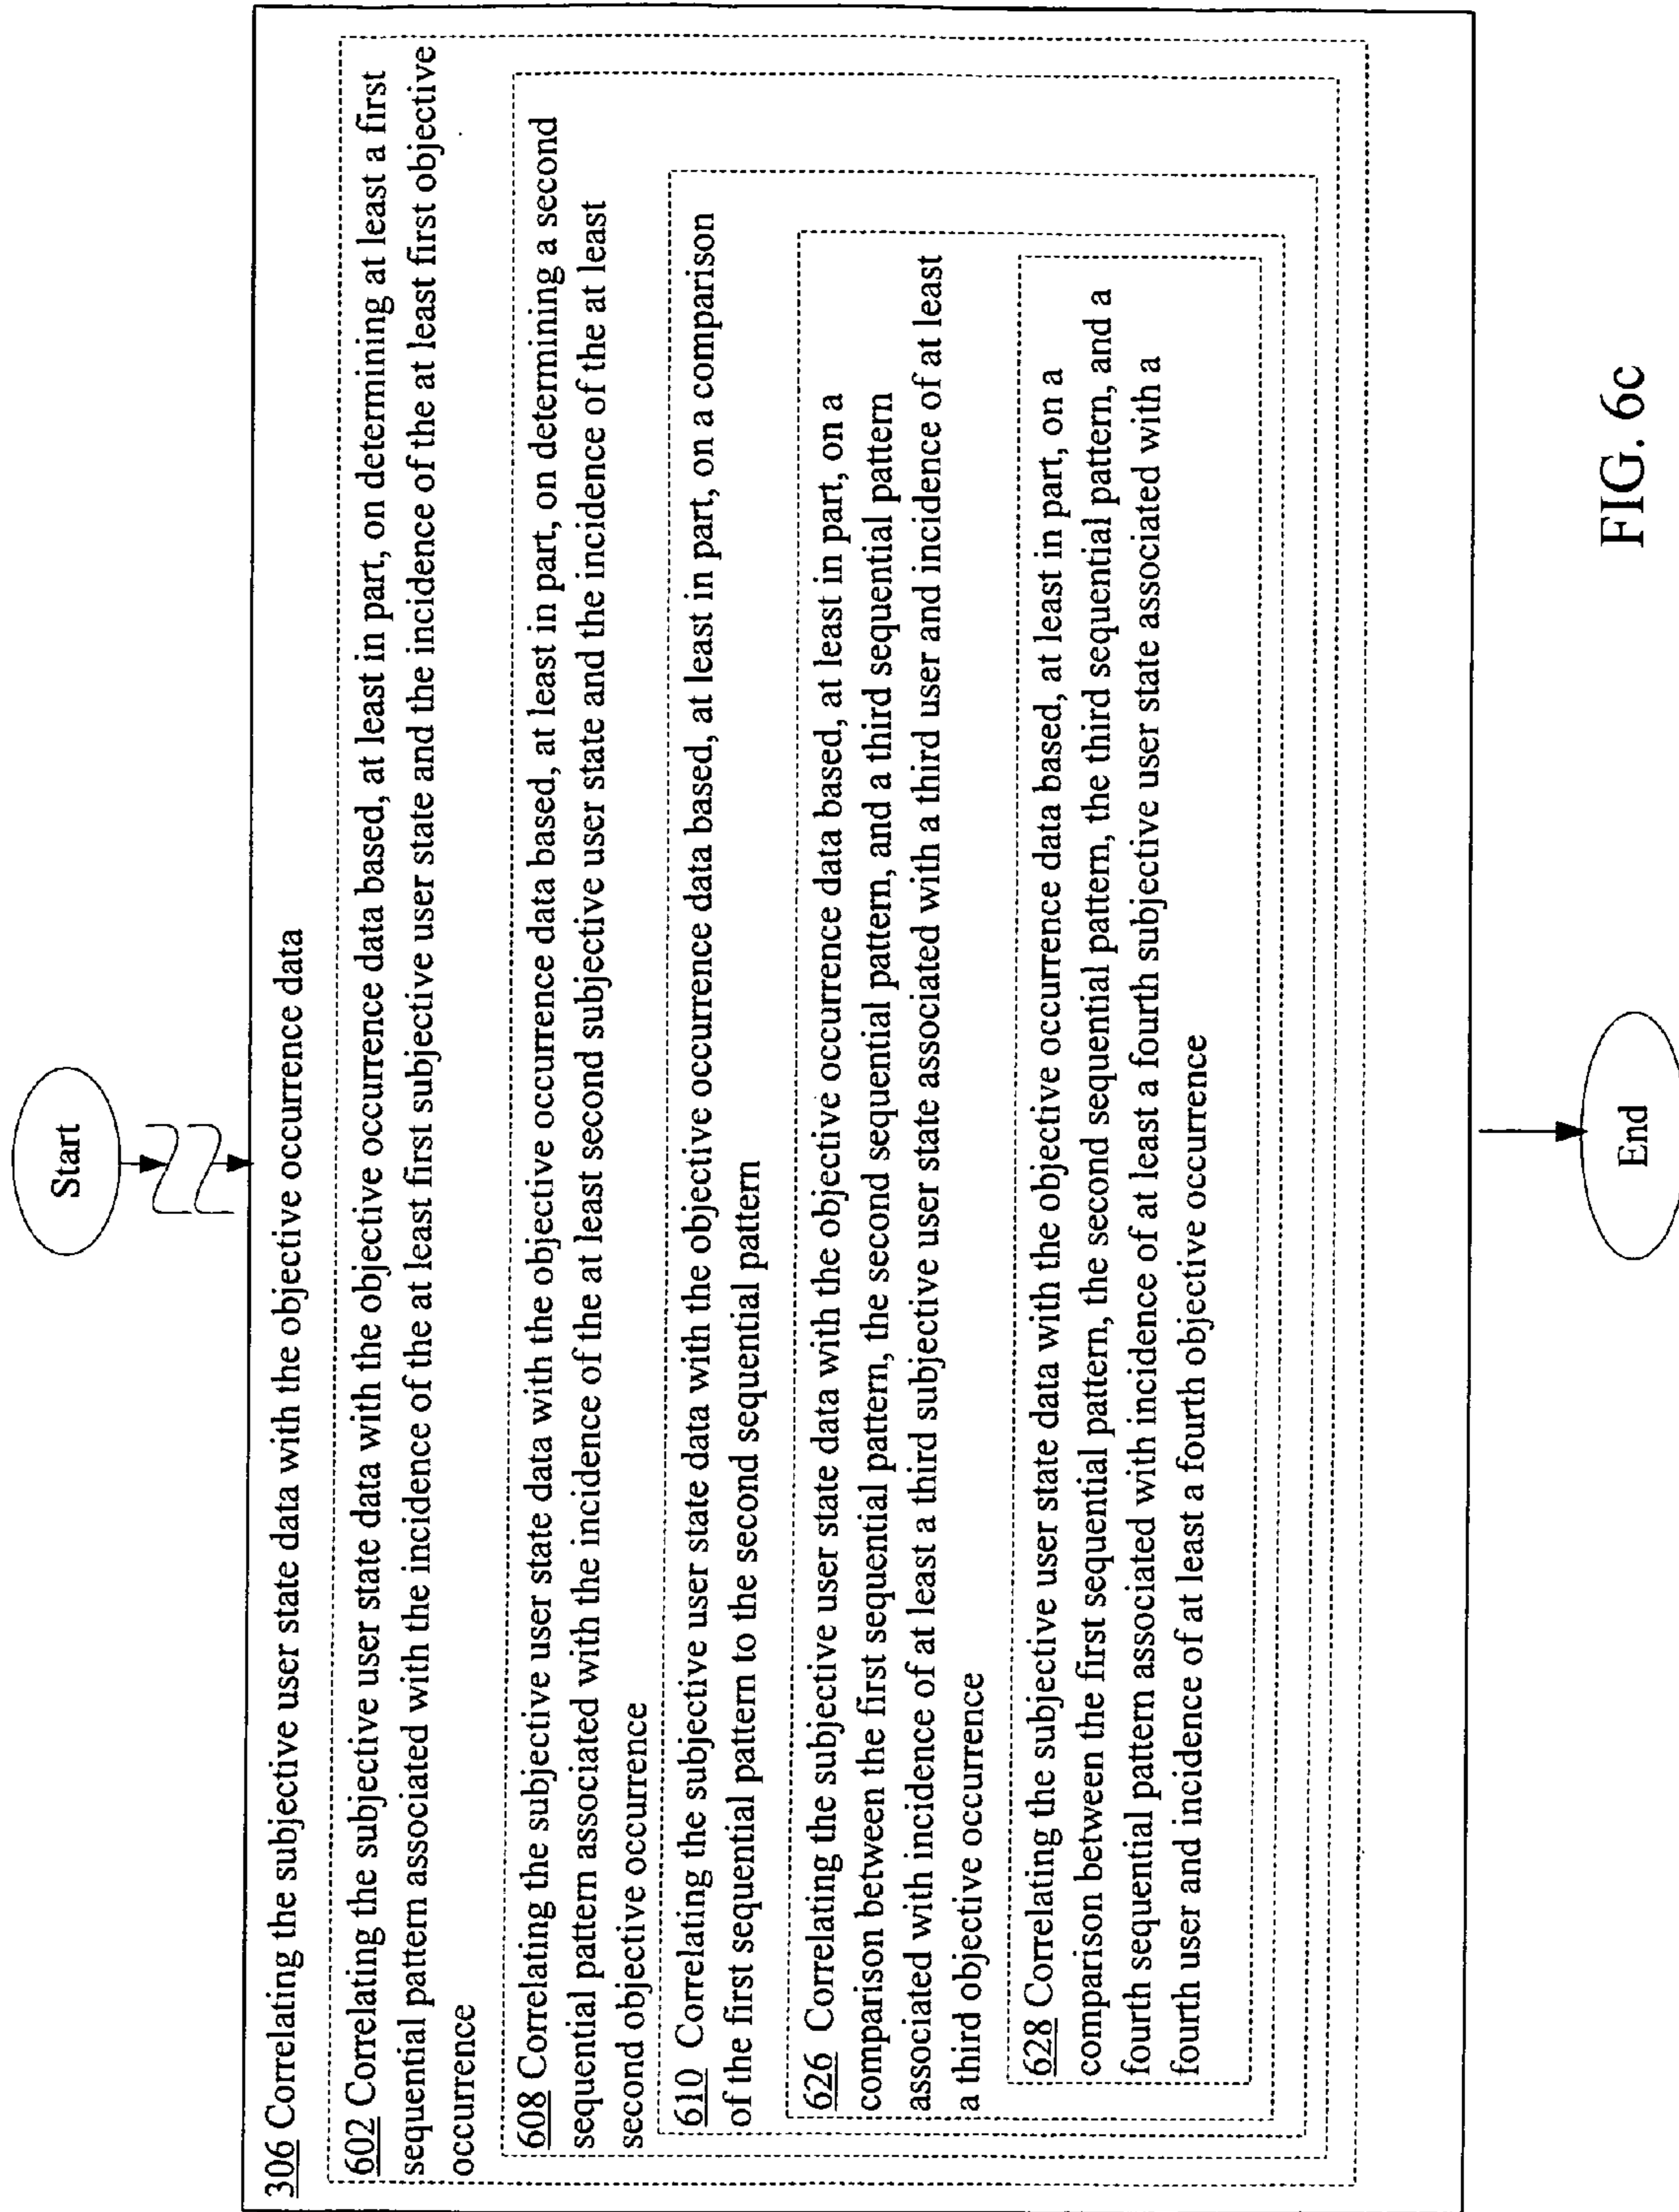 Start
306 Correlating the subjective user state data with the objective occurrence data
602 Correlating the subjective user state data with the objective occurrence data based, at least in part, on determining at least a first
sequential pattern associated with the incidence of the at least first subjective user state and the incidence of the at least first objective
occurrence
608 Correlating the subjective user state data with the objective occurrence data based, at least in part, on determining a second
sequential pattern associated with the incidence of the at least second subjective user state and the incidence of the at least
second objective occurrence
610 Correlating the subjective user state data with the objective occurrence data based, at least in part, on a comparison
of the first sequential pattern to the second sequential pattern
626 Correlating the subjective user state data with the objective occurrence data based, at least in part, on a
comparison between the first sequential pattern, the second sequential pattern, and a third sequential pattern
associated with incidence of at least a third subjective user state associated with a third user and incidence of at least
a third objective occurrence
628 Correlating the subjective user state data with the objective occurrence data based, at least in part, on a
comparison between the first sequential pattern, the second sequential pattern, the third sequential pattern, and a
fourth sequential pattern associated with incidence of at least a fourth subjective user state associated with a
fourth user and incidence of at least a fourth objective occurrence
End
FIG. 6c